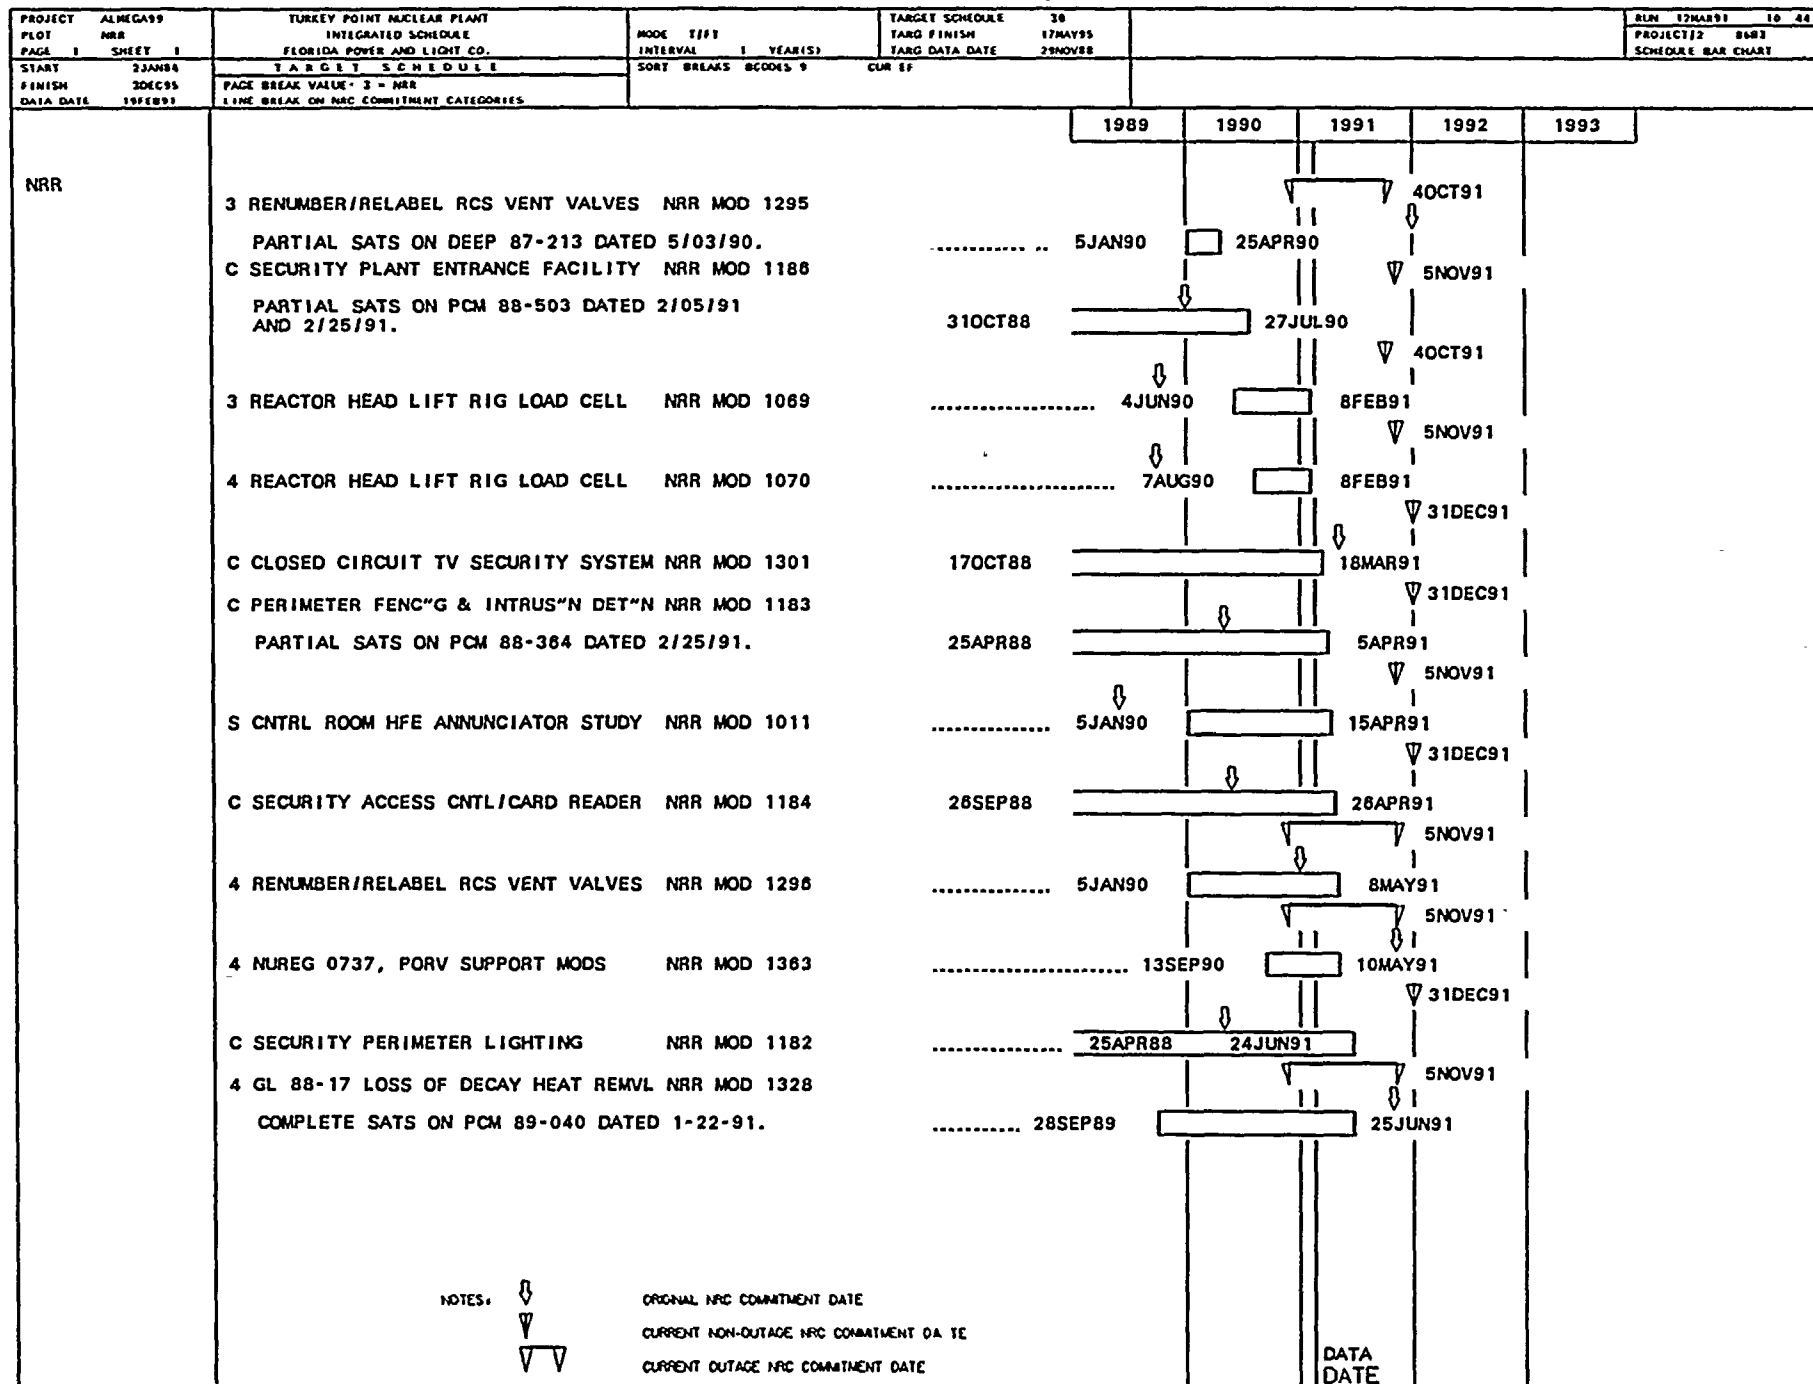 PROJECT ALMEGA99
PLOT NRR
PAGE 1 SHEET 1
START 2JAN84
FINISH 3DEC95
DATA DATE 19FEB91
TURKEY POINT NUCLEAR PLANT
INTEGRATED SCHEDULE
FLORIDA POWER AND LIGHT CO.
TARGET SCHEDULE
PAGE BREAK VALUE- 3 = NRR
LINE BREAK ON NRC COMMITMENT CATEGORIES
MODE T/FT
INTERVAL 1 YEAR(S)
SORT BREAKS BCODES 9 CUR EF
TARGET SCHEDULE 30
TARG FINISH 17MAY95
TARG DATA DATE 29NOV88
RUN 12MAR91 10 44
PROJECT/2
SCHEDULE BAR CHART
1989 1990 1991 1992 1993
NRR
4OCT91
3 RENUMBER/RELABEL RCS VENT VALVES NRR MOD 1295
PARTIAL SATS ON DEEP 87-213 DATED 5/03/90. 5JAN90 25APR90
C SECURITY PLANT ENTRANCE FACILITY NRR MOD 1186 5NOV91
PARTIAL SATS ON PCM 88-503 DATED 2/05/91
AND 2/25/91. 31OCT88 27JUL90
4OCT91
3 REACTOR HEAD LIFT RIG LOAD CELL NRR MOD 1069 4JUN90 8FEB91
5NOV91
4 REACTOR HEAD LIFT RIG LOAD CELL NRR MOD 1070 7AUG90 8FEB91
31DEC91
C CLOSED CIRCUIT TV SECURITY SYSTEM NRR MOD 1301 17OCT88 18MAR91
31DEC91
C PERIMETER FENC"G & INTRUS"N DET"N NRR MOD 1183
PARTIAL SATS ON PCM 88-364 DATED 2/25/91. 25APR88 5APR91
5NOV91
S CNTRL ROOM HFE ANNUNCIATOR STUDY NRR MOD 1011 5JAN90 15APR91
31DEC91
C SECURITY ACCESS CNTL/CARD READER NRR MOD 1184 26SEP88 26APR91
5NOV91
4 RENUMBER/RELABEL RCS VENT VALVES NRR MOD 1296 5JAN90 8MAY91
5NOV91
4 NUREG 0737, PORV SUPPORT MODS NRR MOD 1363 13SEP90 10MAY91
31DEC91
C SECURITY PERIMETER LIGHTING NRR MOD 1182 25APR88 24JUN91
5NOV91
4 GL 88-17 LOSS OF DECAY HEAT REMVL NRR MOD 1328
COMPLETE SATS ON PCM 89-040 DATED 1-22-91. 28SEP89 25JUN91
NOTES: ORIGINAL NRC COMMITMENT DATE
CURRENT NON-OUTAGE NRC COMMITMENT DA TE
CURRENT OUTAGE NRC COMMITMENT DATE
DATA
DATE